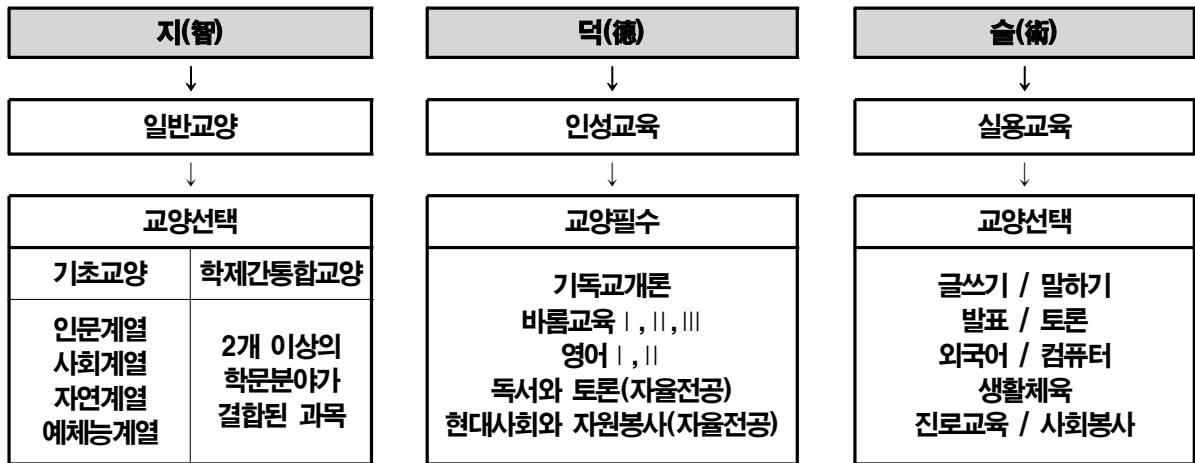 지(智)
일반교양
교양선택
기초교양 학제간통합교양
인문계열
사회계열
자연계열
예체능계열
2개 이상의
학문분야가
결합된 과목
덕(德)
인성교육
교양필수
기독교개론
바롬교육Ⅰ,Ⅱ,Ⅲ
영어Ⅰ,Ⅱ
독서와 토론(자율전공)
현대사회와 자원봉사(자율전공)
술(術)
실용교육
교양선택
글쓰기 / 말하기
발표 / 토론
외국어 / 컴퓨터
생활체육
진로교육 / 사회봉사